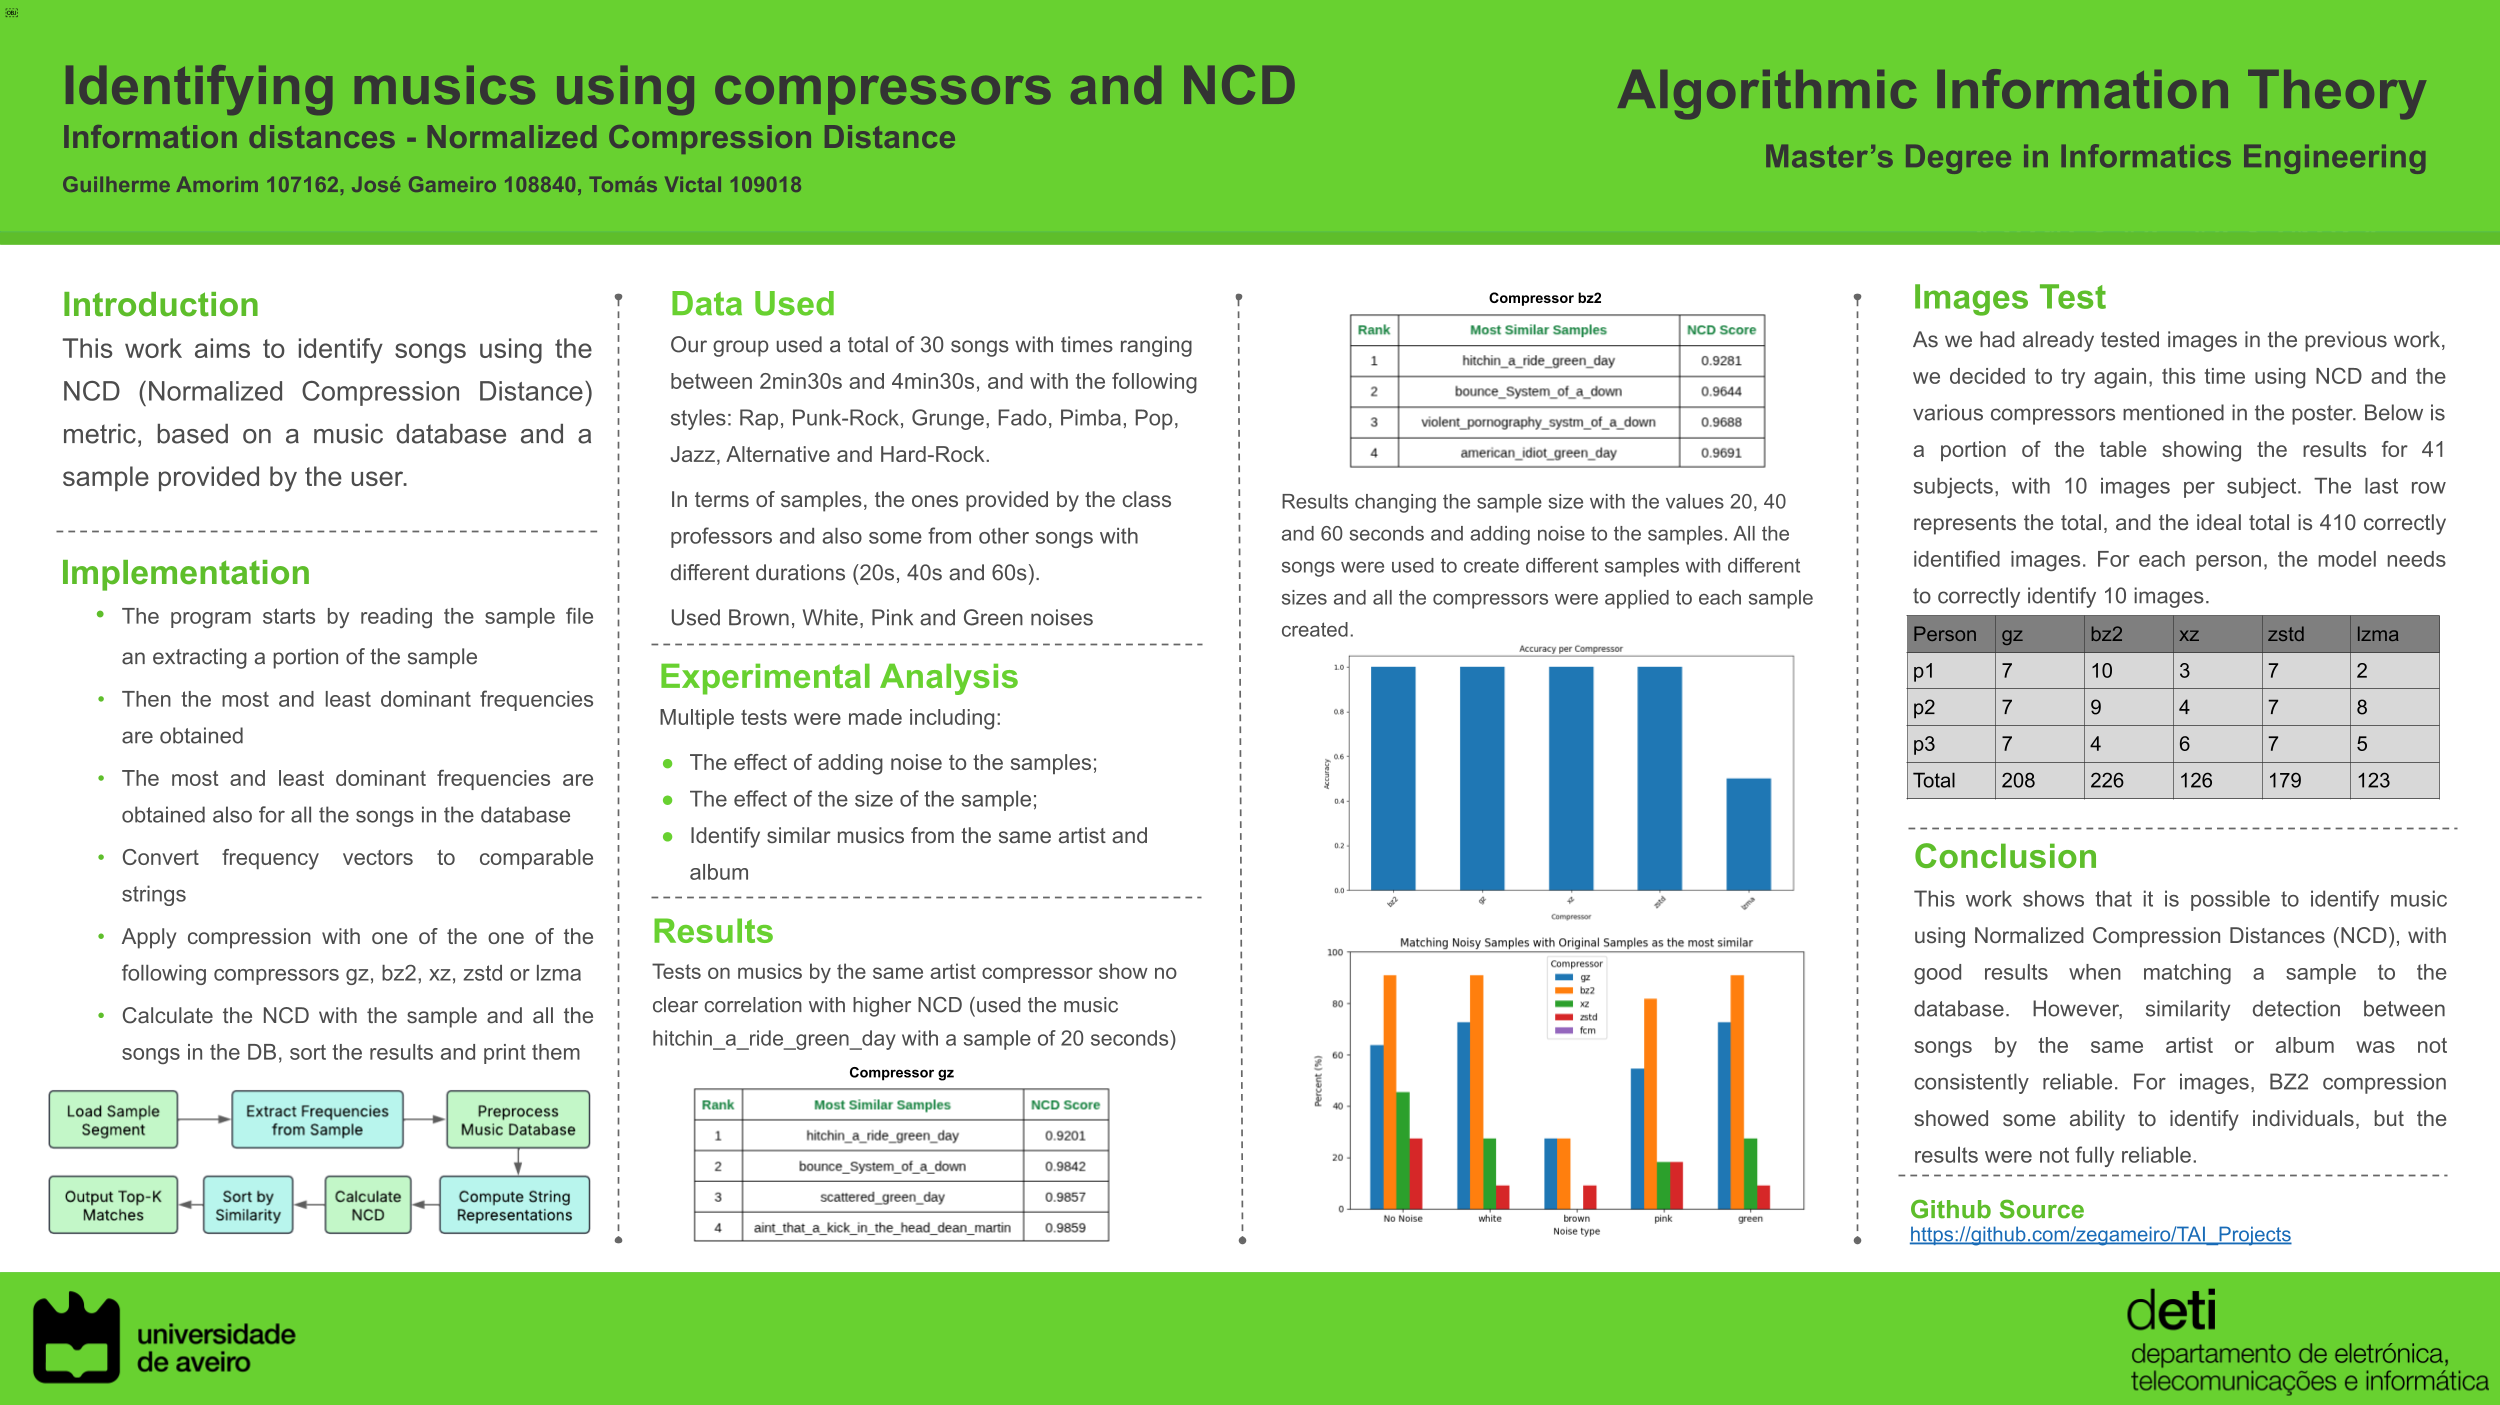 OBJ
Identifying musics using compressors and NCD
Information distances - Normalized Compression Distance
Guilherme Amorim 107162, José Gameiro 108840, Tomás Victal 109018
Algorithmic Information Theory
Master's Degree in Informatics Engineering
Introduction
This work aims to identify songs using the
NCD (Normalized Compression Distance)
metric, based on a music database and a
sample provided by the user.
Implementation
• The program starts by reading the sample file
an extracting a portion of the sample
• Then the most and least dominant frequencies
are obtained
• The most and least dominant frequencies are
obtained also for all the songs in the database
• Convert frequency vectors to comparable
strings
• Apply compression with one of the one of the
following compressors gz, bz2, xz, zstd or lzma
• Calculate the NCD with the sample and all the
songs in the DB, sort the results and print them
Load Sample
Segment
Extract Frequencies
from Sample
Preprocess
Music Database
Output Top-K
Matches
Sort by
Similarity
Calculate
NCD
Compute String
Representations
Data Used
Our group used a total of 30 songs with times ranging
between 2min30s and 4min30s, and with the following
styles: Rap, Punk-Rock, Grunge, Fado, Pimba, Pop,
Jazz, Alternative and Hard-Rock.
In terms of samples, the ones provided by the class
professors and also some from other songs with
different durations (20s, 40s and 60s).
Used Brown, White, Pink and Green noises
Experimental Analysis
Multiple tests were made including:
● The effect of adding noise to the samples;
● The effect of the size of the sample;
● Identify similar musics from the same artist and
album
Results
Tests on musics by the same artist compressor show no
clear correlation with higher NCD (used the music
hitchin_a_ride_green_day with a sample of 20 seconds)
Compressor gz
Rank Most Similar Samples NCD Score
1 hitchin_a_ride_green_day 0.9201
2 bounce_System_of_a_down 0.9842
3 scattered_green_day 0.9857
4 aint_that_a_kick_in_the_head_dean_martin 0.9859
Compressor bz2
Rank Most Similar Samples NCD Score
1 hitchin_a_ride_green_day 0.9281
2 bounce_System_of_a_down 0.9644
3 violent_pornography_systm_of_a_down 0.9688
4 american_idiot_green_day 0.9691
Results changing the sample size with the values 20, 40
and 60 seconds and adding noise to the samples. All the
songs were used to create different samples with different
sizes and all the compressors were applied to each sample
created.
Accuracy per Compressor
1.0
0.8
0.6
0.4
0.2
0.0
Accuracy
bz2 gz xz zstd lzma
Compressor
Matching Noisy Samples with Original Samples as the most similar
100
80
60
40
20
0
Percent (%)
Compressor
gz
bz2
xz
zstd
fcm
No Noise white brown pink green
Noise type
Images Test
As we had already tested images in the previous work,
we decided to try again, this time using NCD and the
various compressors mentioned in the poster. Below is
a portion of the table showing the results for 41
subjects, with 10 images per subject. The last row
represents the total, and the ideal total is 410 correctly
identified images. For each person, the model needs
to correctly identify 10 images.
Person gz bz2 xz zstd lzma
p1 7 10 3 7 2
p2 7 9 4 7 8
p3 7 4 6 7 5
Total 208 226 126 179 123
Conclusion
This work shows that it is possible to identify music
using Normalized Compression Distances (NCD), with
good results when matching a sample to the
database. However, similarity detection between
songs by the same artist or album was not
consistently reliable. For images, BZ2 compression
showed some ability to identify individuals, but the
results were not fully reliable.
Github Source
https://github.com/zegameiro/TAI_Projects
universidade
de aveiro
deti
departamento de eletrónica,
telecomunicações e informática